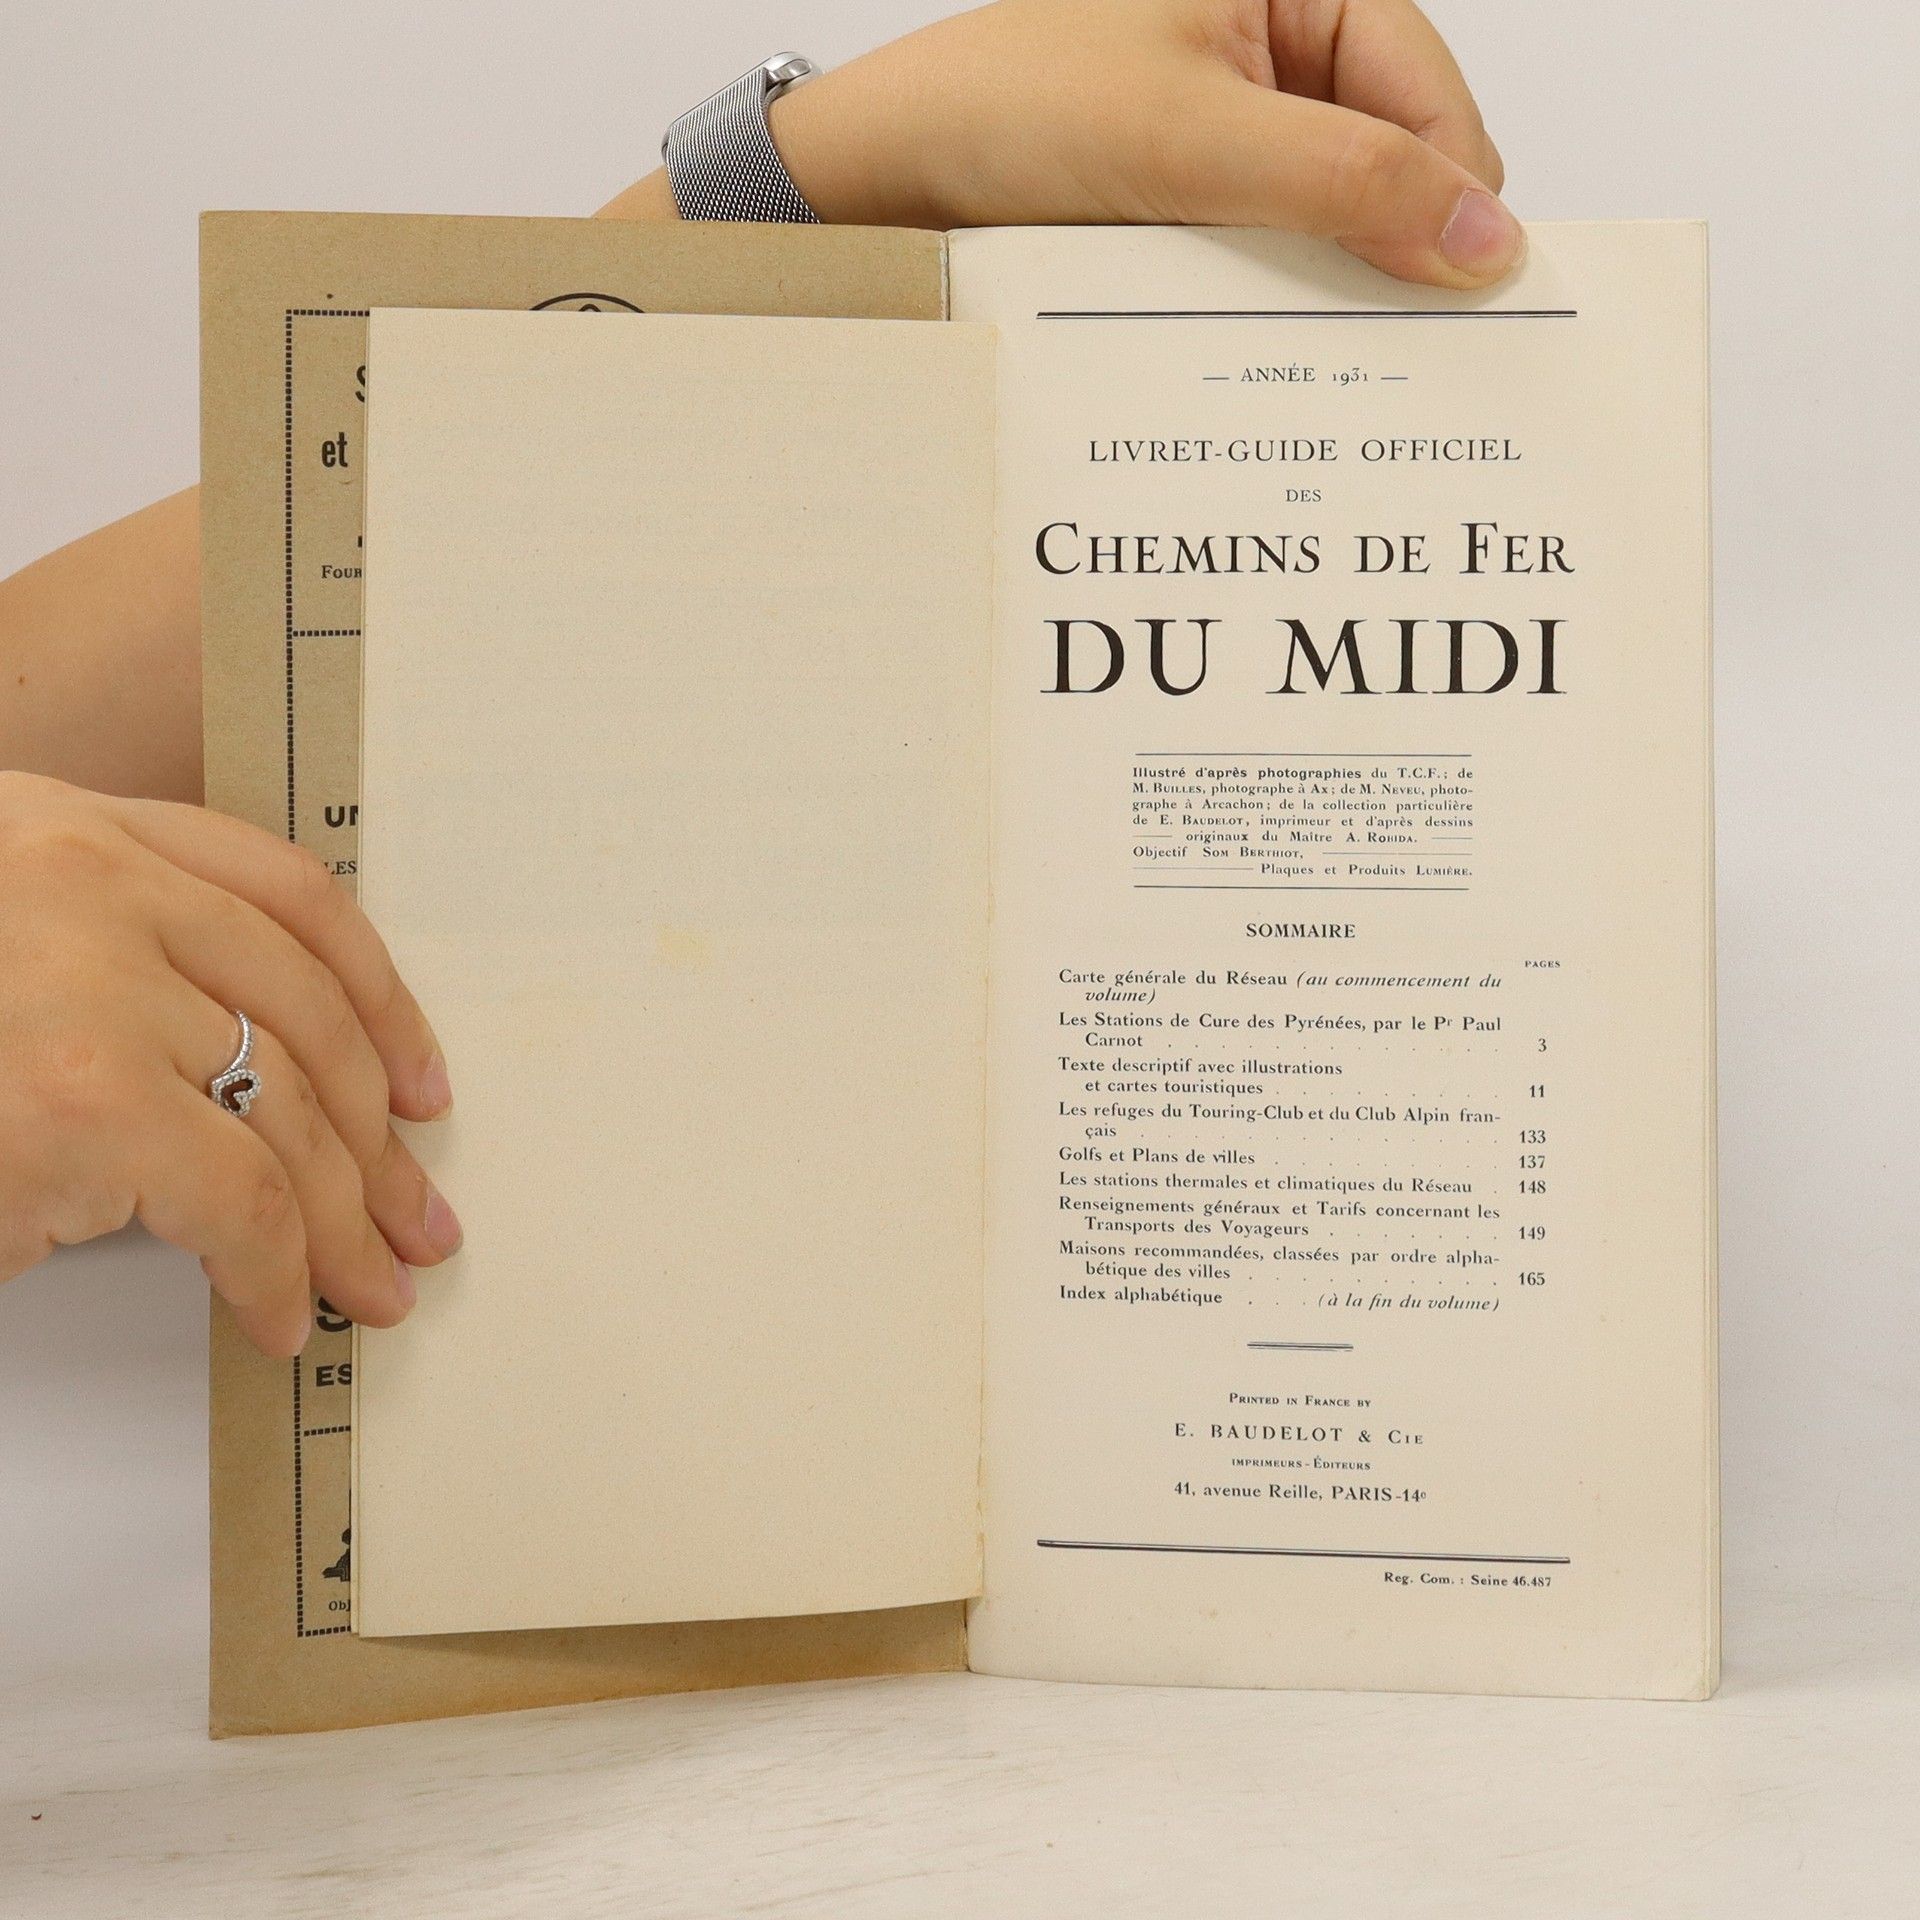 et
FOUR
UN
LES
ES
Obj
— ANNÉE 1931 —
LIVRET-GUIDE OFFICIEL
DES
CHEMINS DE FER
DU MIDI
Illustré d'après photographies du T.C.F.; de
M. BUILLES, photographe à Ax; de M. NEVEU, photo-
graphe à Arcachon; de la collection particulière
de E. BAUDELOT, imprimeur et d'après dessins
originaux du Maître A. ROBIDA.
Objectif SOM BERTHIOT,
Plaques et Produits LUMIÈRE.
SOMMAIRE
PAGES
Carte générale du Réseau (au commencement du
volume)
Les Stations de Cure des Pyrénées, par le Pr Paul
Carnot . . . . . . . . . . . . . 3
Texte descriptif avec illustrations
et cartes touristiques . . . . . . . . . 11
Les refuges du Touring-Club et du Club Alpin fran-
çais . . . . . . . . . . . . . . 133
Golfs et Plans de villes . . . . . . . . . 137
Les stations thermales et climatiques du Réseau . 148
Renseignements généraux et Tarifs concernant les
Transports des Voyageurs . . . . . . . 149
Maisons recommandées, classées par ordre alpha-
bétique des villes . . . . . . . . . . 165
Index alphabétique . . . (à la fin du volume)
PRINTED IN FRANCE BY
E. BAUDELOT & CIE
IMPRIMEURS-ÉDITEURS
41, avenue Reille, PARIS-14e
Reg. Com. : Seine 46.487